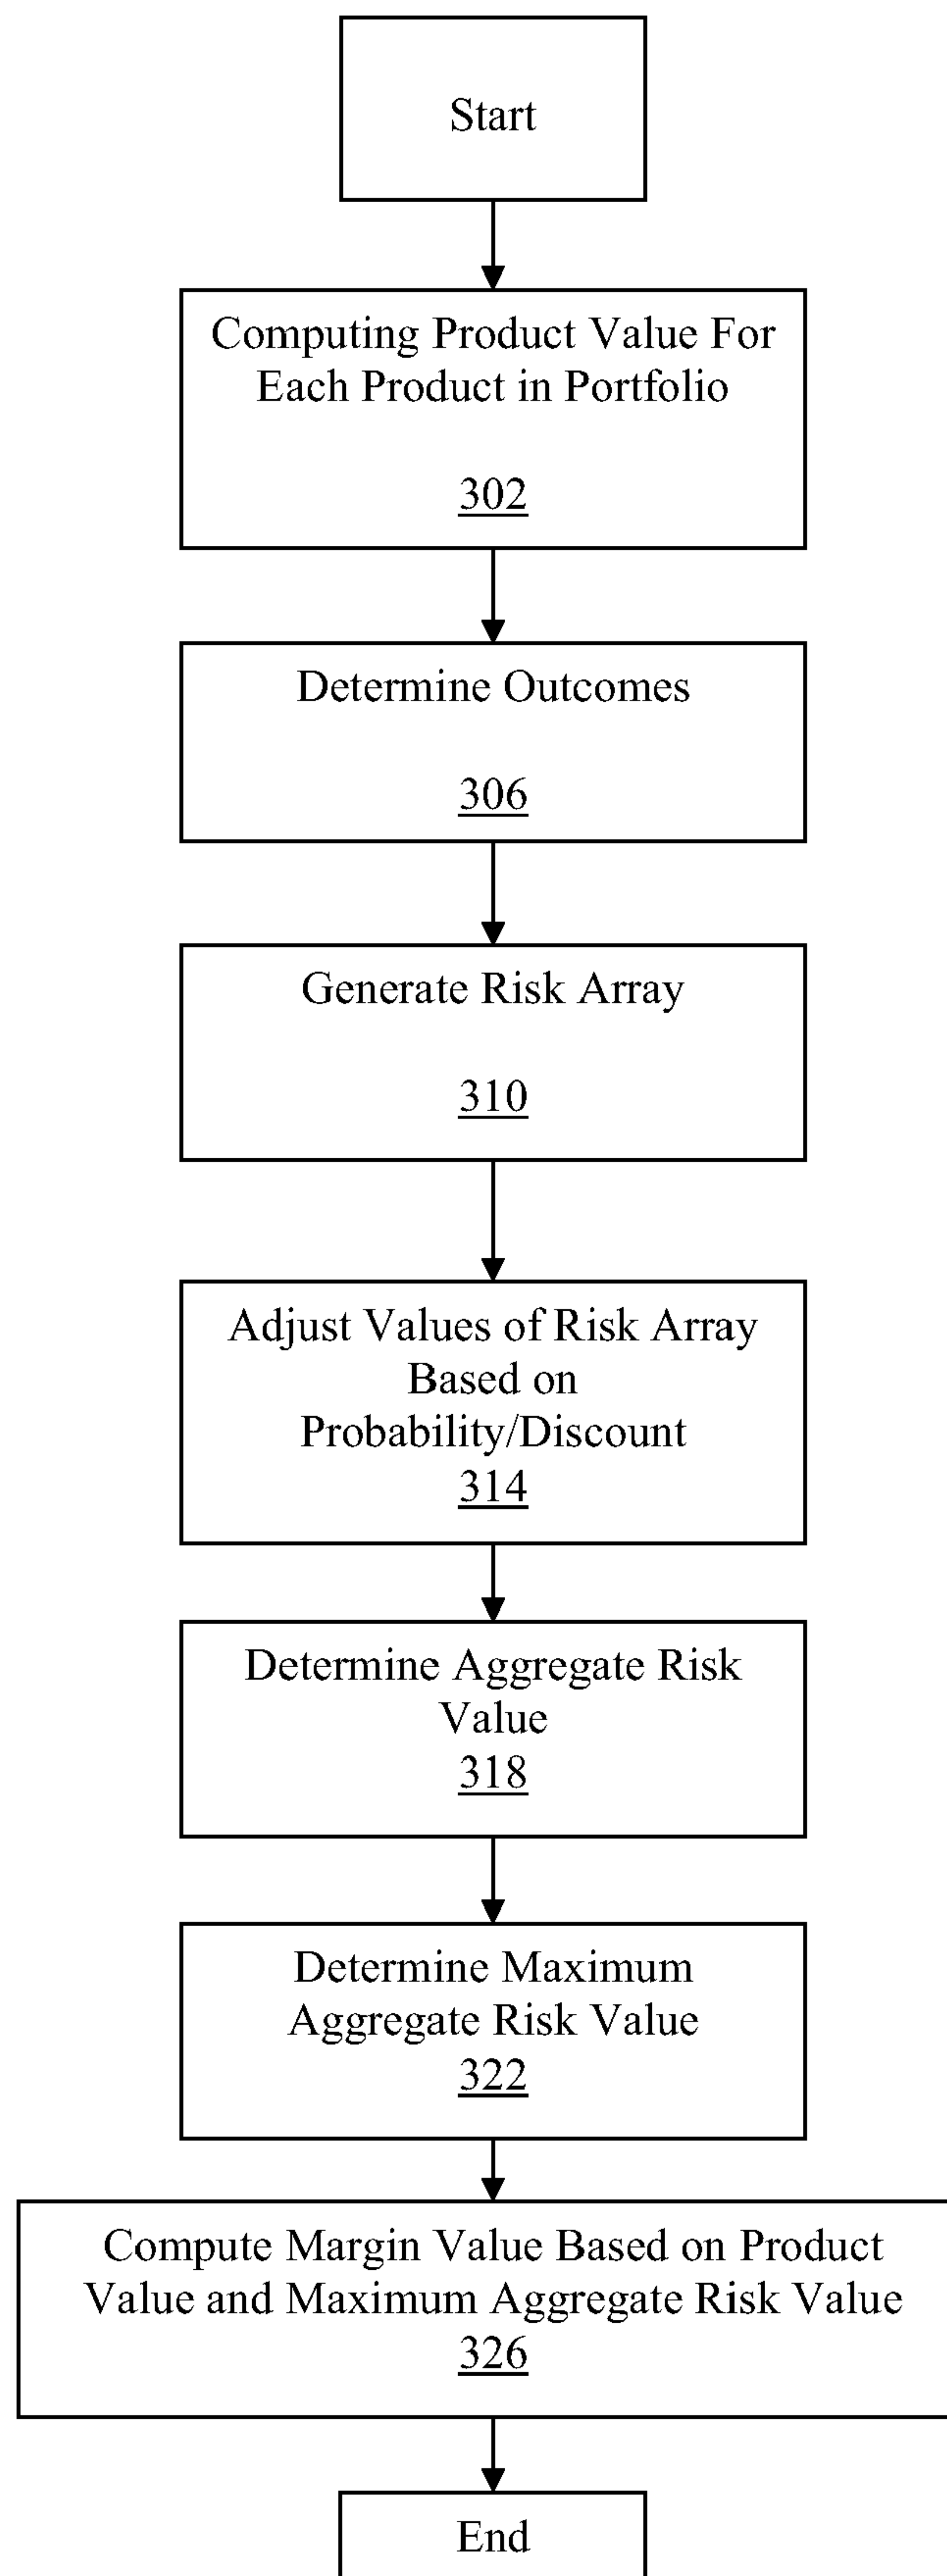 Start
Computing Product Value For
Each Product in Portfolio
302
Determine Outcomes
306
Generate Risk Array
310
Adjust Values of Risk Array
Based on
Probability/Discount
314
Determine Aggregate Risk
Value
318
Determine Maximum
Aggregate Risk Value
322
Compute Margin Value Based on Product
Value and Maximum Aggregate Risk Value
326
End